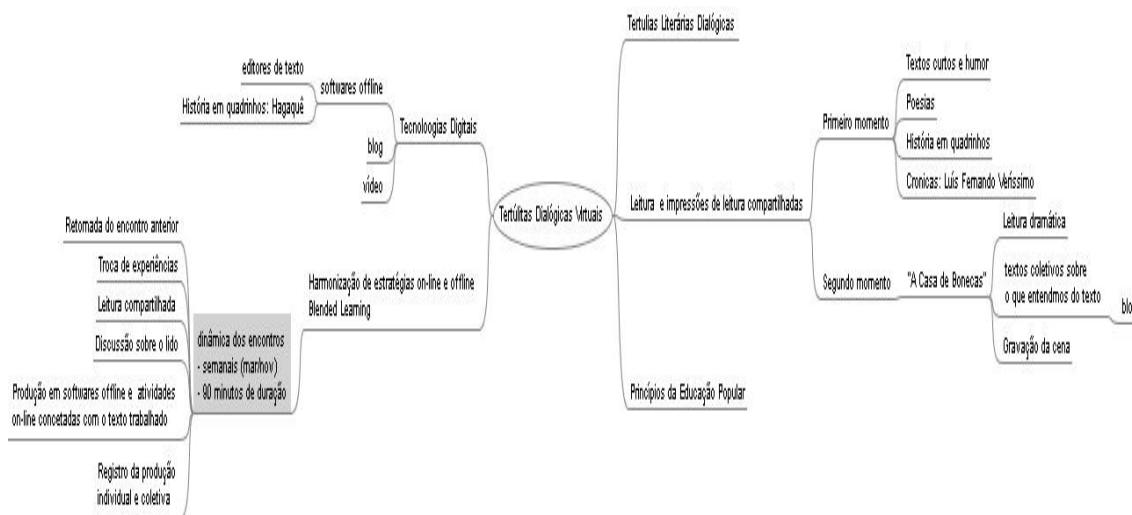 Tertúlitas Dialógicas Virtuais
Tertulias Literárias Dialógicas
Leitura e impressões de leitura compartilhadas
Primeiro momento
Textos curtos e humor
Poesias
História em quadrinhos
Cronicas: Luís Fernando Veríssimo
Segundo momento
"A Casa de Bonecas"
Leitura dramática
textos coletivos sobre
o que entendmos do texto
blo
Gravação da cena
Princípios da Educação Popular
Tecnoogias Digitais
softwares offline
editores de texto
História em quadrinhos: Hagaquê
blog
vídeo
Harmonização de estratégias on-line e offline
Blended Learning
dinâmica dos encontros
- semanais (mar/nov)
- 90 minutos de duração
Retomada do encontro anterior
Troca de experiências
Leitura compartilhada
Discussão sobre o lido
Produção em softwares offline e atividades
on-line concetadas com o texto trabalhado
Registro da produção
individual e coletiva